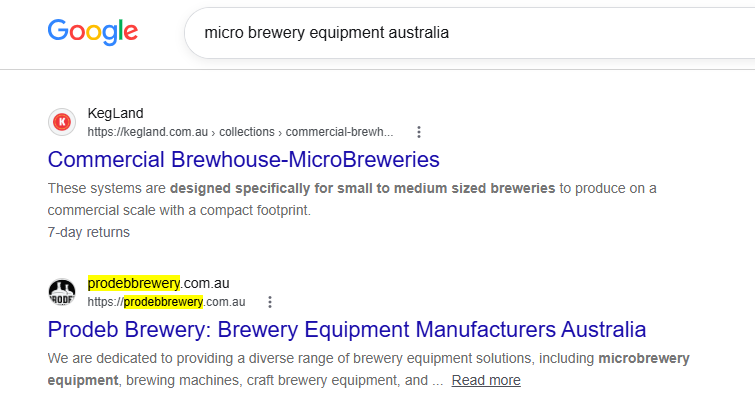 Google
micro brewery equipment australia
KegLand
https://kegland.com.au › collections › commercial-brewh...
Commercial Brewhouse-MicroBreweries
These systems are designed specifically for small to medium sized breweries to produce on a
commercial scale with a compact footprint.
7-day returns
prodebbrewery.com.au
https://prodebbrewery.com.au
Prodeb Brewery: Brewery Equipment Manufacturers Australia
We are dedicated to providing a diverse range of brewery equipment solutions, including microbrewery
equipment, brewing machines, craft brewery equipment, and ... Read more